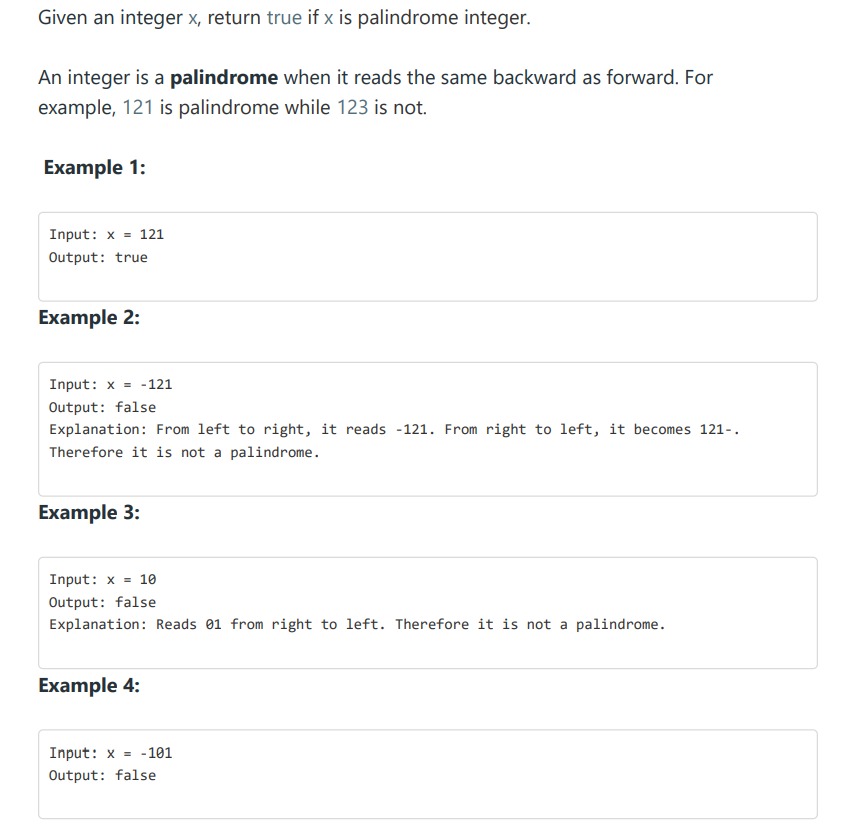 Given an integer x, return true if x is palindrome integer.
An integer is a palindrome when it reads the same backward as forward. For
example, 121 is palindrome while 123 is not.
Example 1:
Input: x = 121
Output: true
Example 2:
Input: x = -121
Output: false
Explanation: From left to right, it reads -121. From right to left, it becomes 121-.
Therefore it is not a palindrome.
Example 3:
Input: x = 10
Output: false
Explanation: Reads 01 from right to left. Therefore it is not a palindrome.
Example 4:
Input: x = -101
Output: false